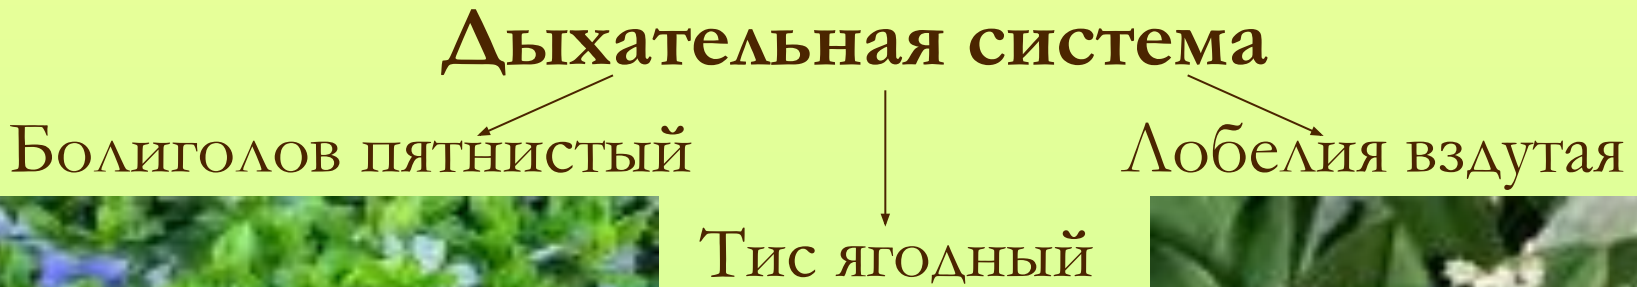 Дыхательная система
Болиголов пятнистый
Лобелия вздутая
Тис ягодный